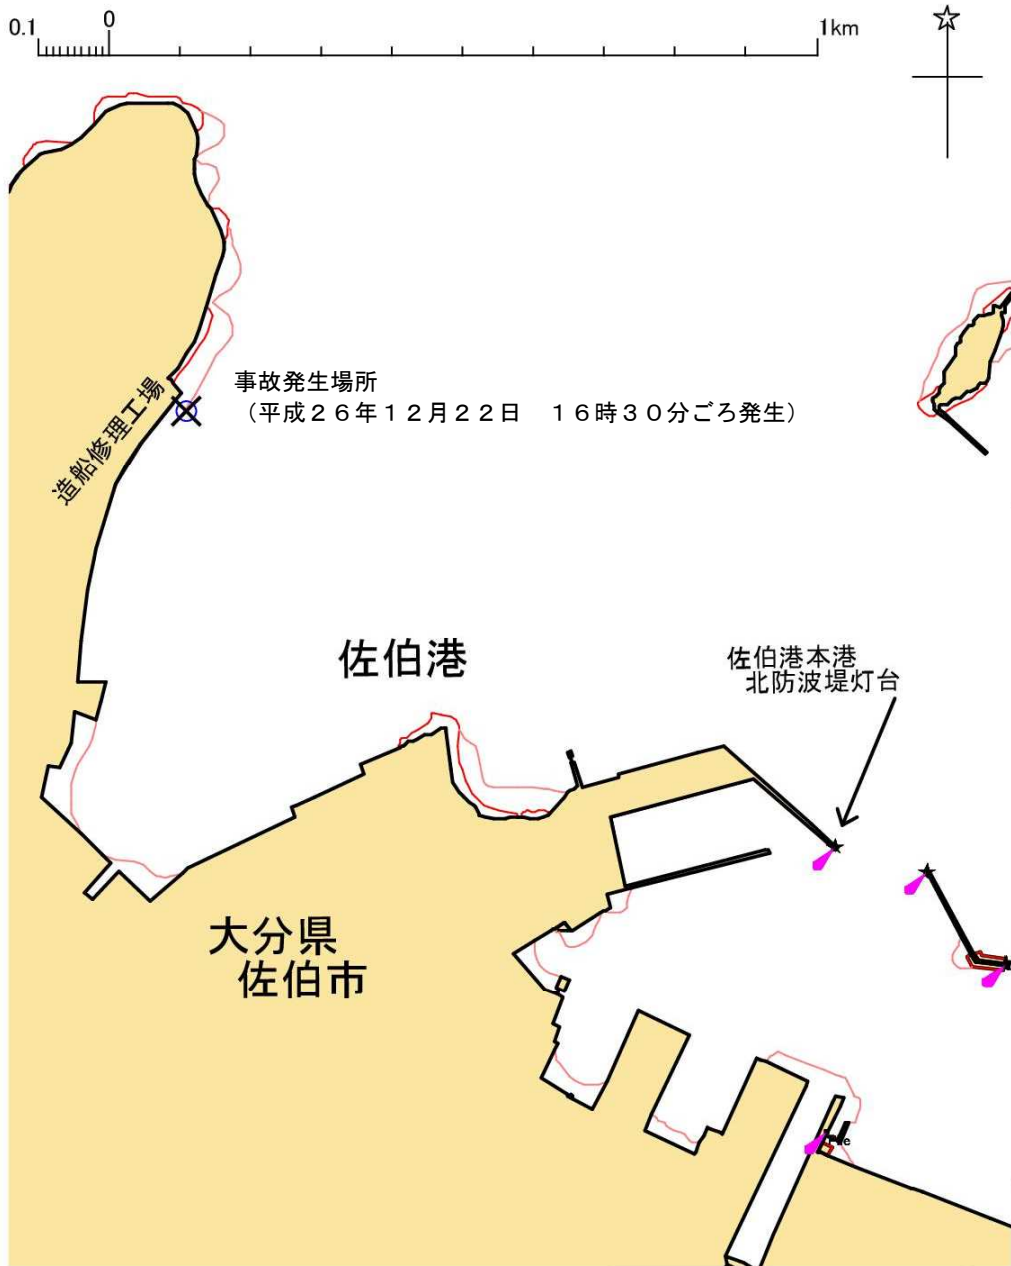 0.1 0 1km
事故発生場所
（平成２６年１２月２２日　１６時３０分ごろ発生）
造船修理工場
佐伯港
佐伯港本港
北防波堤灯台
大分県
佐伯市